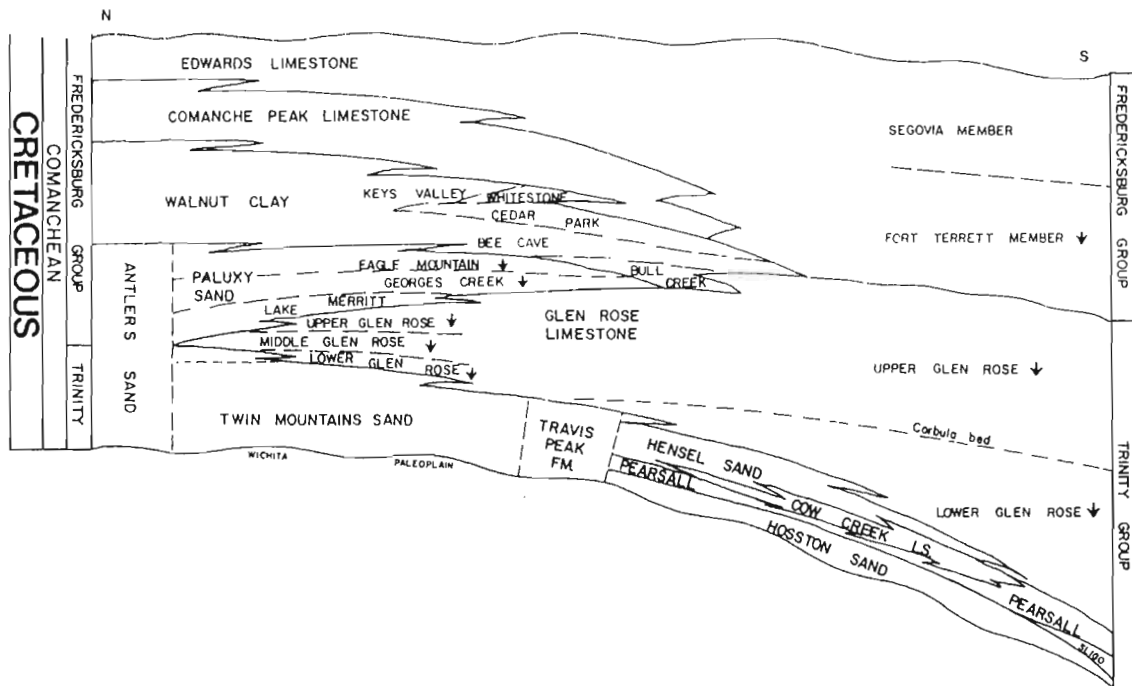 N
S
EDWARDS LIMESTONE
COMANCHE PEAK LIMESTONE
SEGOVIA MEMBER
WALNUT CLAY
KEYS VALLEY
WHITESTONE
CEDAR PARK
BEE CAVE
FORT TERRETT MEMBER
CRETACEOUS
COMANCHEAN
FREDERICKSBURG GROUP
TRINITY
ANTLERS SAND
PALUXY
SAND
EAGLE MOUNTAIN
GEORGES CREEK
BULL
CREEK
LAKE MERRITT
UPPER GLEN ROSE
MIDDLE GLEN ROSE
LOWER GLEN ROSE
GLEN ROSE
LIMESTONE
UPPER GLEN ROSE
TWIN MOUNTAINS SAND
WICHITA PALEOPLAIN
TRAVIS
PEAK
FM.
Corbula bed
HENSEL SAND
PEARSALL
COW CREEK LS.
HOSSTON SAND
LOWER GLEN ROSE
PEARSALL
SLIGO
FREDERICKSBURG GROUP
TRINITY GROUP